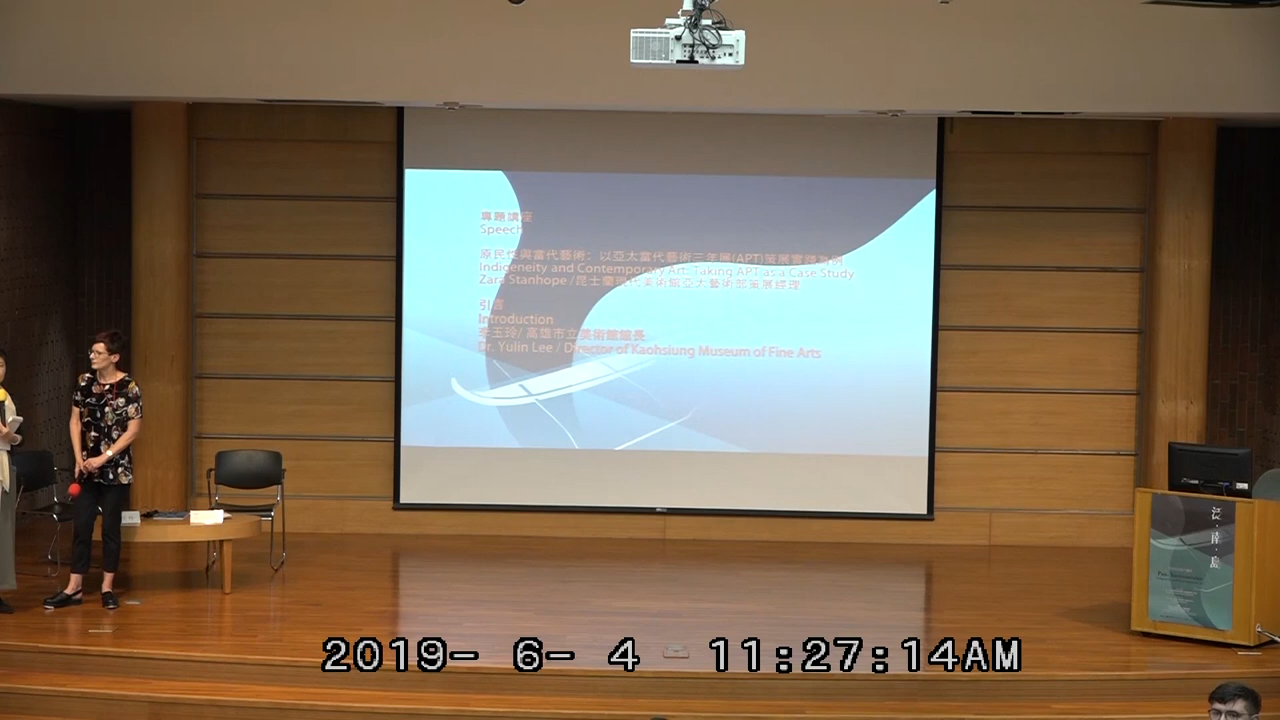 專題講座
Speech
原民性與當代藝術：以亞太當代藝術三年展(APT)策展實踐為例
Indigeneity and Contemporary Art: Taking APT as a Case Study
Zara Stanhope /昆士蘭現代美術館亞太藝術部策展經理
引言
Introduction
李玉玲/ 高雄市立美術館館長
Dr. Yulin Lee / Director of Kaohsiung Museum of Fine Arts
泛・南・島
2019- 6- 4 11:27:14AM